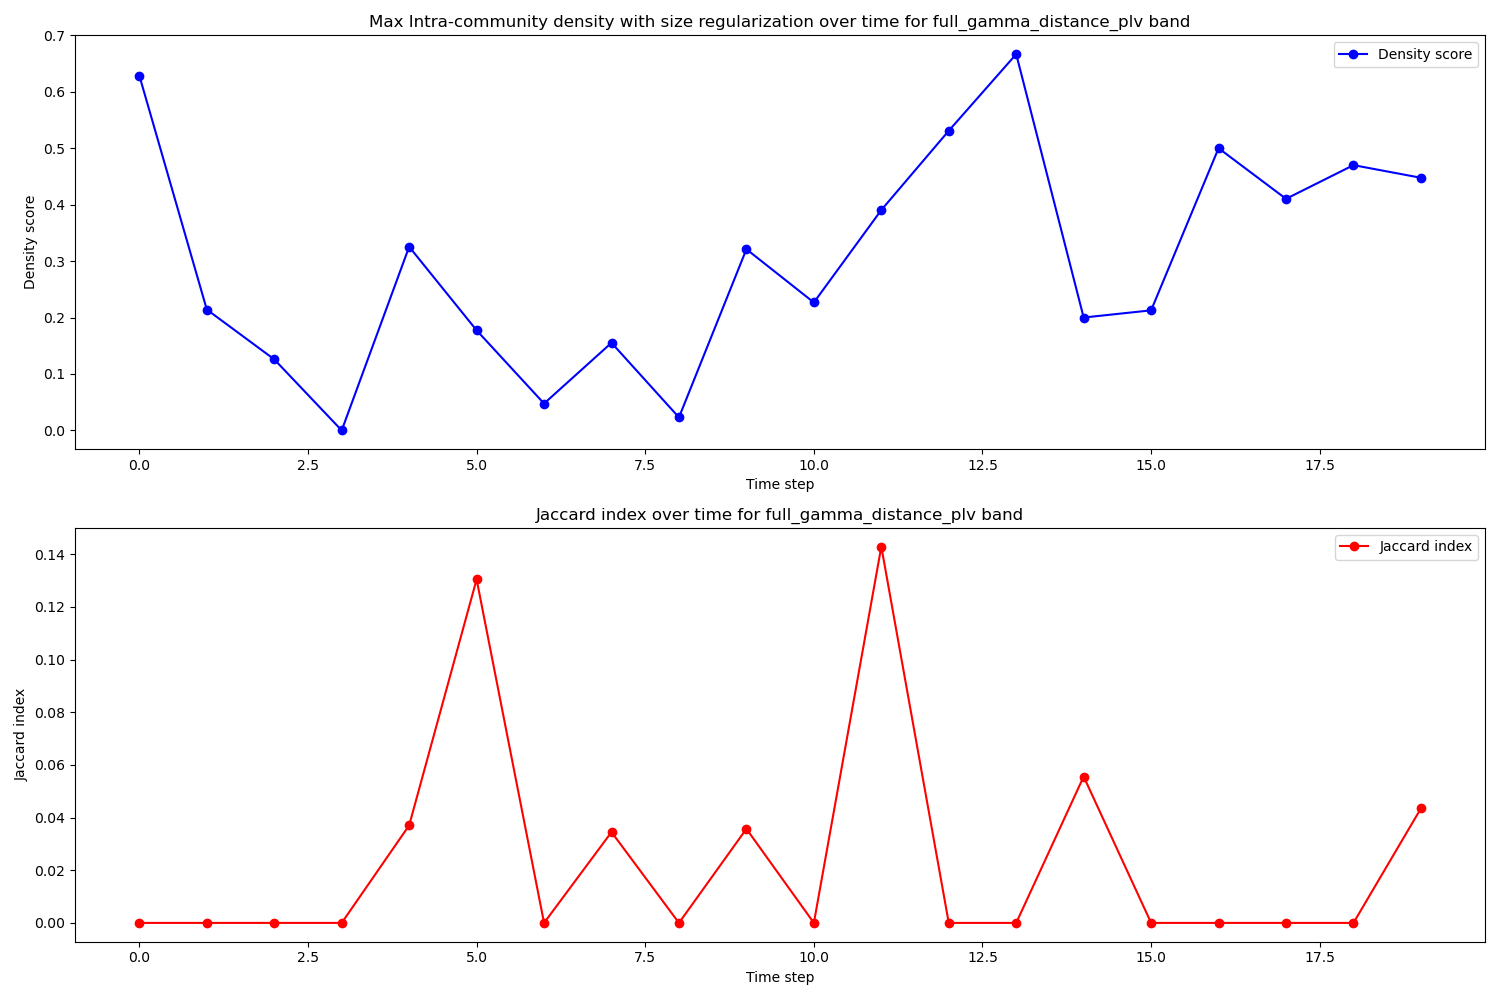 Max Intra-community density with size regularization over time for full_gamma_distance_plv band
Density score
0.7
0.6
0.5
0.4
0.3
0.2
0.1
0.0
Density score
0.0 2.5 5.0 7.5 10.0 12.5 15.0 17.5
Time step
Jaccard index over time for full_gamma_distance_plv band
Jaccard index
0.14
0.12
0.10
0.08
0.06
0.04
0.02
0.00
Jaccard index
0.0 2.5 5.0 7.5 10.0 12.5 15.0 17.5
Time step